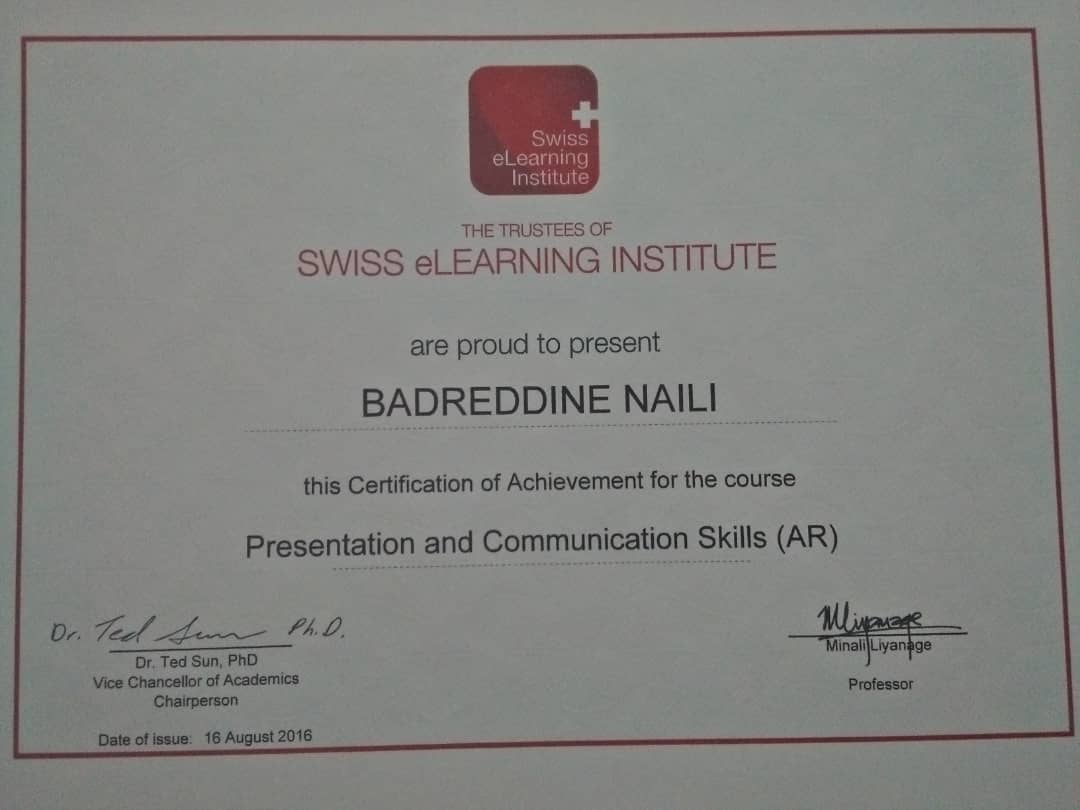 Swiss
eLearning
Institute
THE TRUSTEES OF
SWISS eLEARNING INSTITUTE
are proud to present
BADREDDINE NAILI
this Certification of Achievement for the course
Presentation and Communication Skills (AR)
Dr. Ted Sun Ph.D.
Dr. Ted Sun, PhD
Vice Chancellor of Academics
Chairperson
Date of issue: 16 August 2016
MLiyanage
Minali Liyanage
Professor